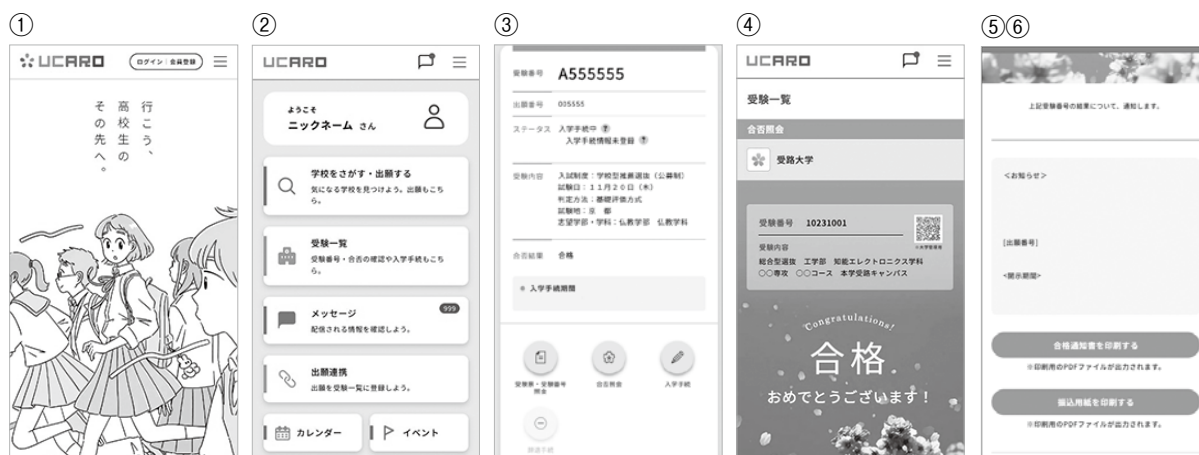 ①
UCARO
ログイン 会員登録
行こう、
高校生の
その先へ。
②
UCARO
ようこそ
ニックネーム さん
学校をさがす・出願する
気になる学校を見つけよう。出願もこち
ら。
受験一覧
受験番号・合否の確認や入学手続もこち
ら。
メッセージ
999
配信される情報を確認しよう。
出願連携
出願を受験一覧に登録しよう。
カレンダー
イベント
③
受験番号 A555555
出願番号 005555
ステータス 入学手続中 ?
入学手続情報未登録 ?
受験内容 入試制度：学校型推薦選抜（公募制）
試験日：11月20日（木）
判定方法：基礎評価方式
試験地：京 都
志望学部・学科：仏教学部 仏教学科
合否結果 合格
※ 入学手続期間
受験票・受験番号
照会
合否照会
入学手続
④
UCARO
受験一覧
合否照会
受路大学
受験番号 10231001
受験内容
総合型選抜 工学部 知能エレクトロニクス学科
〇〇専攻 〇〇コース 本学受路キャンパス
Congratulations!
合格
おめでとうございます！
⑤⑥
上記受験番号の結果について、通知します。
<お知らせ>
[出願番号]
<開示期間>
合格通知書を印刷する
※印刷用のPDFファイルが出力されます。
振込用紙を印刷する
※印刷用のPDFファイルが出力されます。